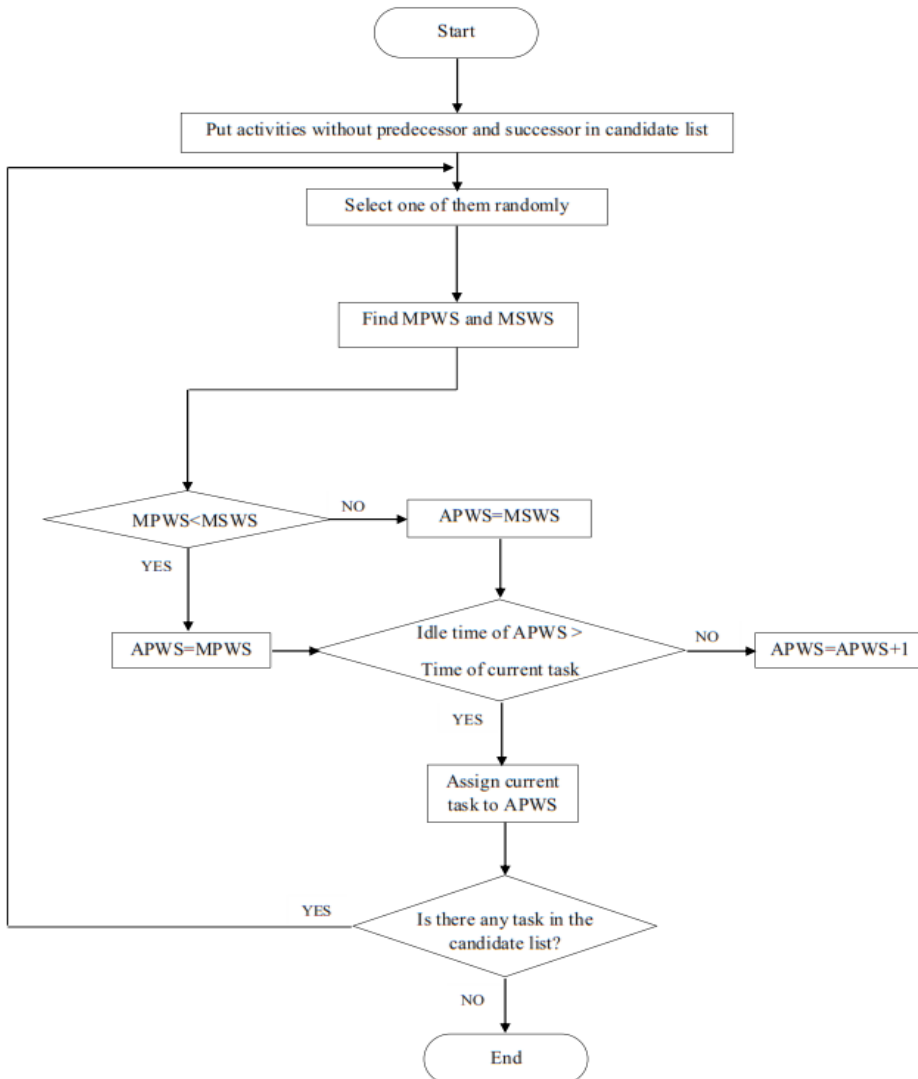 Start
Put activities without predecessor and successor in candidate list
Select one of them randomly
Find MPWS and MSWS
MPWS<MSWS
NO
APWS=MSWS
YES
APWS=MPWS
Idle time of APWS >
Time of current task
NO
APWS=APWS+1
YES
Assign current
task to APWS
Is there any task in the
candidate list?
YES
NO
End